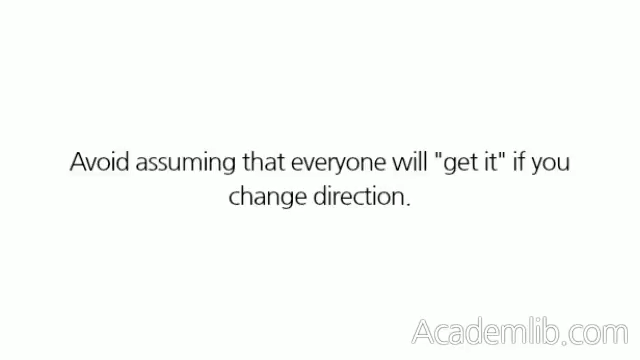 Avoid assuming that everyone will "get it" if you
change direction.
Academlib.com